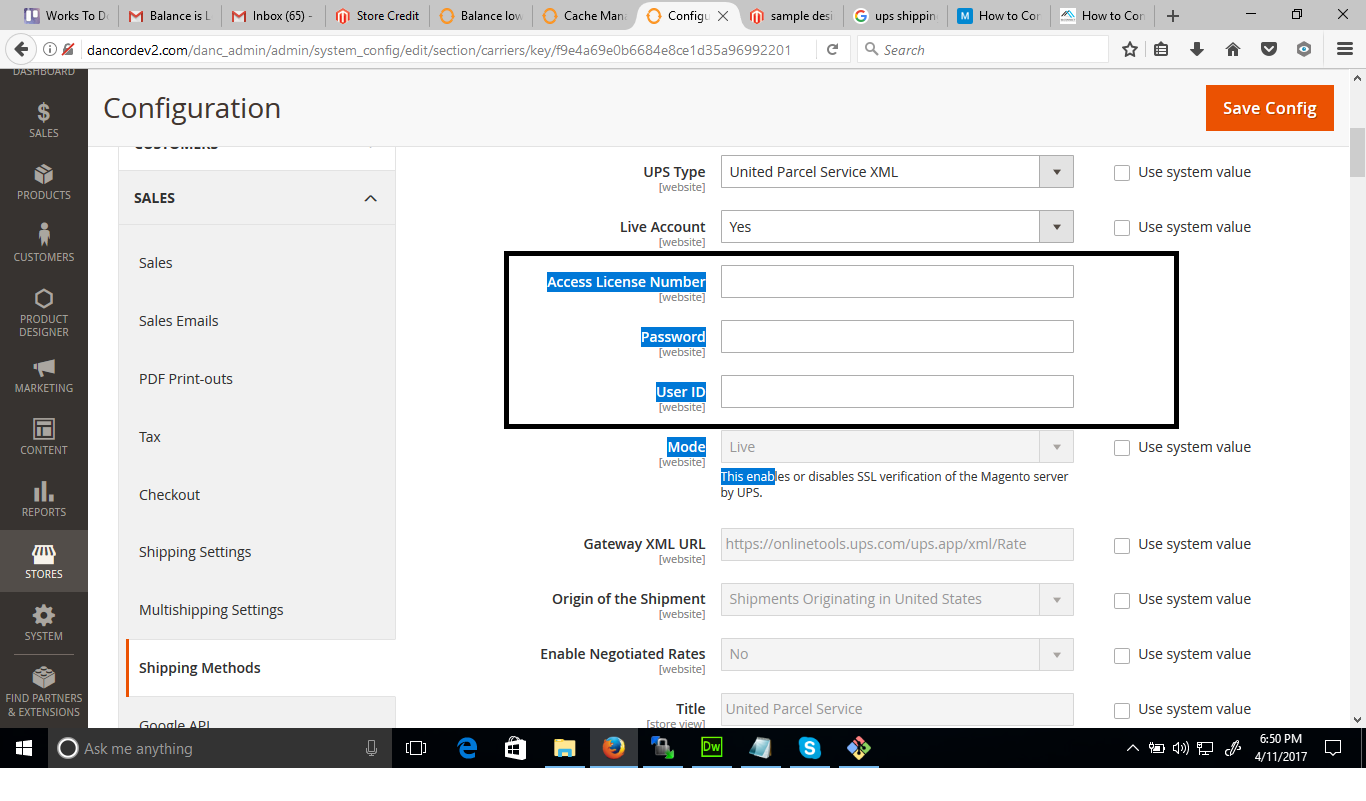 Works To D
Balance is L
Inbox (65) -
Store Credit
Balance low
Cache Mana
Configu
sample desi
ups shippin
How to Con
How to Con
dancordev2.com/danc_admin/admin/system_config/edit/section/carriers/key/f9e4a69e0b6684e8ce1d35a96992201
Search
DASHBOARD
SALES
PRODUCTS
CUSTOMERS
PRODUCT
DESIGNER
MARKETING
CONTENT
REPORTS
STORES
SYSTEM
FIND PARTNERS
& EXTENSIONS
Configuration
Save Config
CUSTOMERS
SALES
Sales
Sales Emails
PDF Print-outs
Tax
Checkout
Shipping Settings
Multishipping Settings
Shipping Methods
Google API
UPS Type
[website]
United Parcel Service XML
Use system value
Live Account
[website]
Yes
Use system value
Access License Number
[website]
Password
[website]
User ID
[website]
Mode
[website]
Live
Use system value
This enables or disables SSL verification of the Magento server
by UPS.
Gateway XML URL
[website]
https://onlinetools.ups.com/ups.app/xml/Rate
Use system value
Origin of the Shipment
[website]
Shipments Originating in United States
Use system value
Enable Negotiated Rates
[website]
No
Use system value
Title
[store view]
United Parcel Service
Use system value
Ask me anything
Dw
6:50 PM
4/11/2017